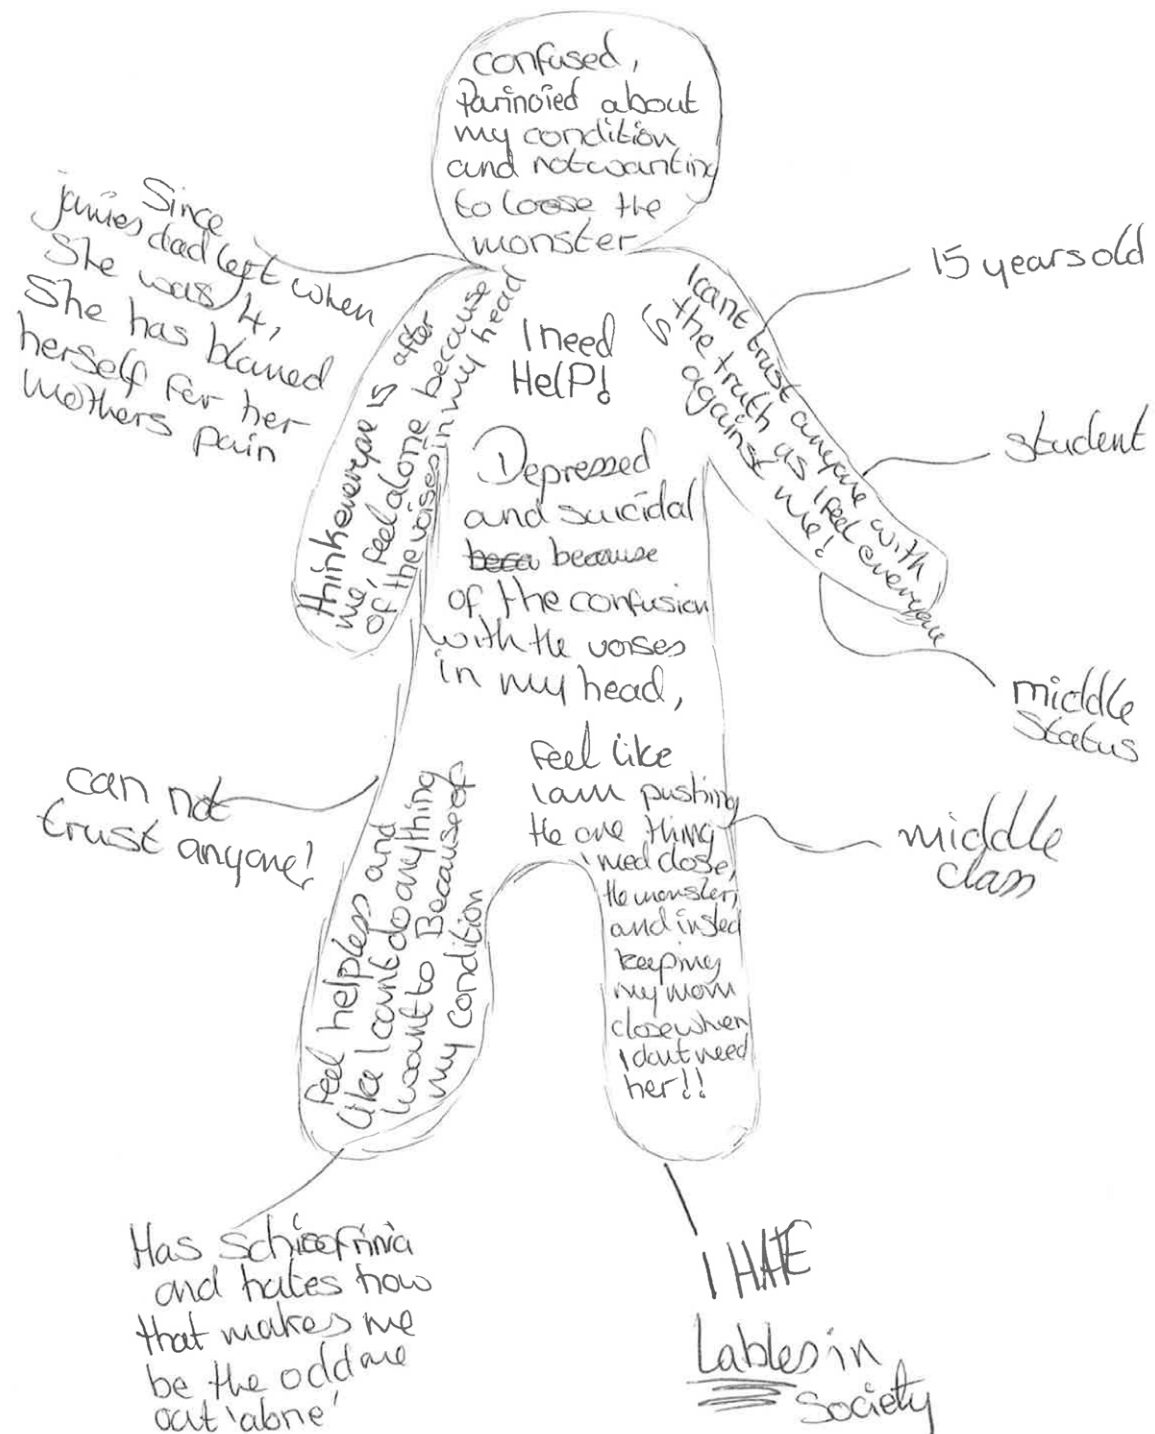 confused,
Parinoied about
my condition
and not wanting
to loose the
monster
Since
jamies dad left when
She was 4,
She has blamed
herself for her
mothers pain
15 years old
student
middle
Status
middle
class
I cant trust anyone with
the truth as I feel everyone
is against me!
think everyone is after
me, feel alone because
of the voises in my head
I need
HelP!
Depressed
and suicidal
beca because
of the confusion
with the voises
in my head,
feel like
I am pushing
the one thing
I need close,
the monster,
and insted
keeping
my mom
close when
I dont need
her!!
can not
trust anyone!
Feel helpless and
like I cant do anything
I want to Because of
my condition
Has schizofrinia
and hates how
that makes me
be the odd one
out 'alone'
I HATE
Lables in
Society